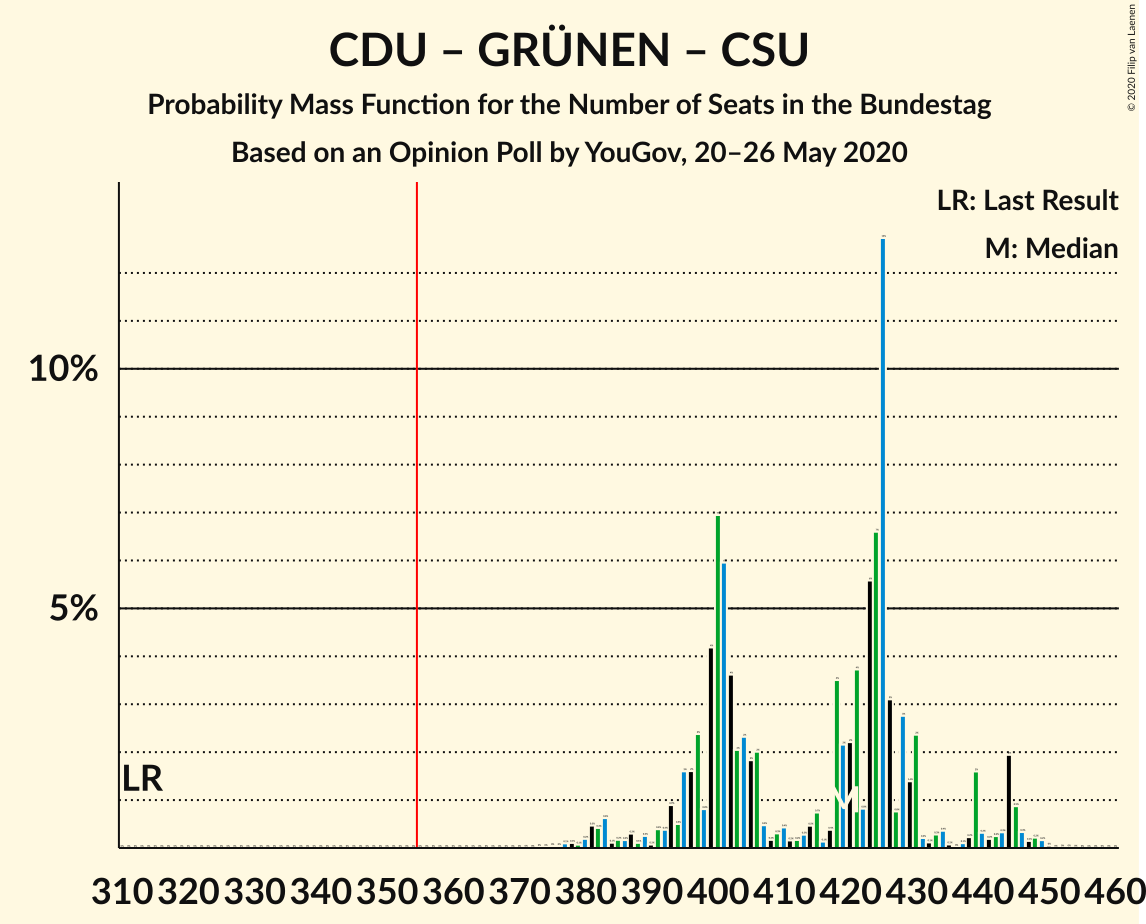 CDU – GRÜNEN – CSU
Probability Mass Function for the Number of Seats in the Bundestag
Based on an Opinion Poll by YouGov, 20–26 May 2020
© 2020 Filip van Laenen
LR: Last Result
M: Median
10%
5%
LR
M
310 320 330 340 350 360 370 380 390 400 410 420 430 440 450 460